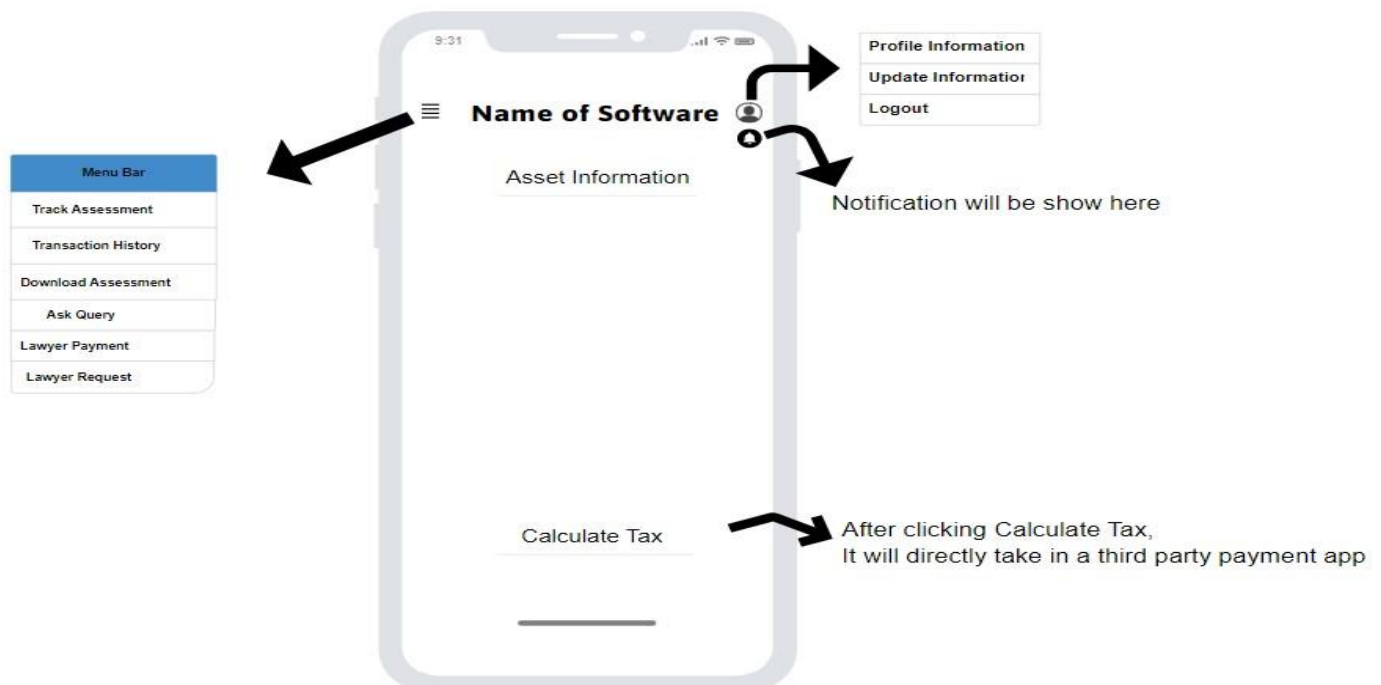 9:31
Profile Information
Update Information
Logout
Name of Software
Menu Bar
Track Assessment
Transaction History
Download Assessment
Ask Query
Lawyer Payment
Lawyer Request
Asset Information
Notification will be show here
Calculate Tax
After clicking Calculate Tax,
It will directly take in a third party payment app